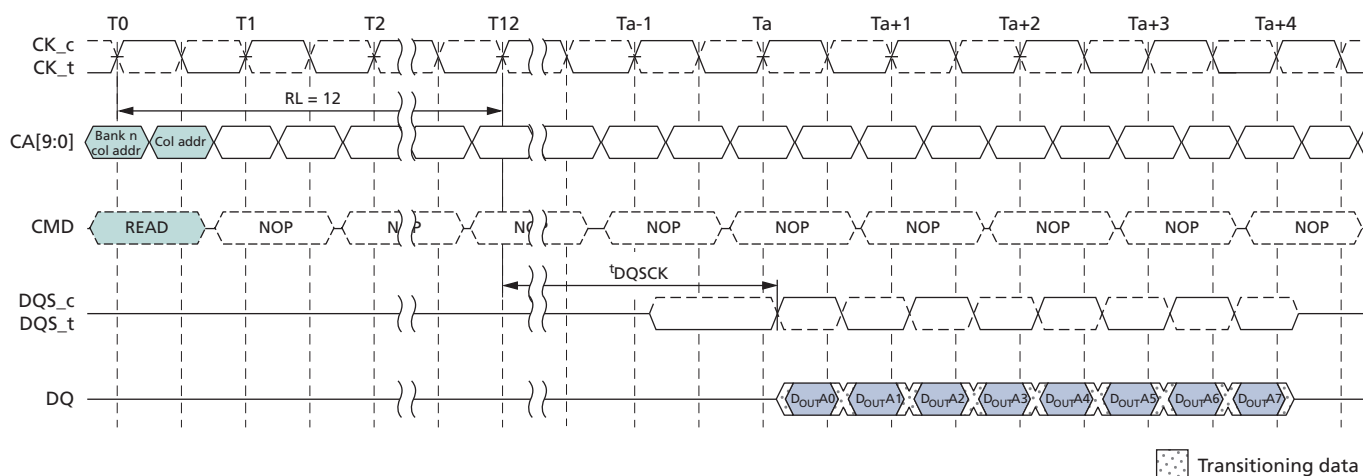 T0 T1 T2 T12 Ta-1 Ta Ta+1 Ta+2 Ta+3 Ta+4
CK_c
CK_t
RL = 12
CA[9:0]
Bank n
col addr
Col addr
CMD
READ NOP NOP NOP NOP NOP NOP NOP NOP NOP
tDQSCK
DQS_c
DQS_t
DQ
DOUTA0 DOUTA1 DOUTA2 DOUTA3 DOUTA4 DOUTA5 DOUTA6 DOUTA7
Transitioning data